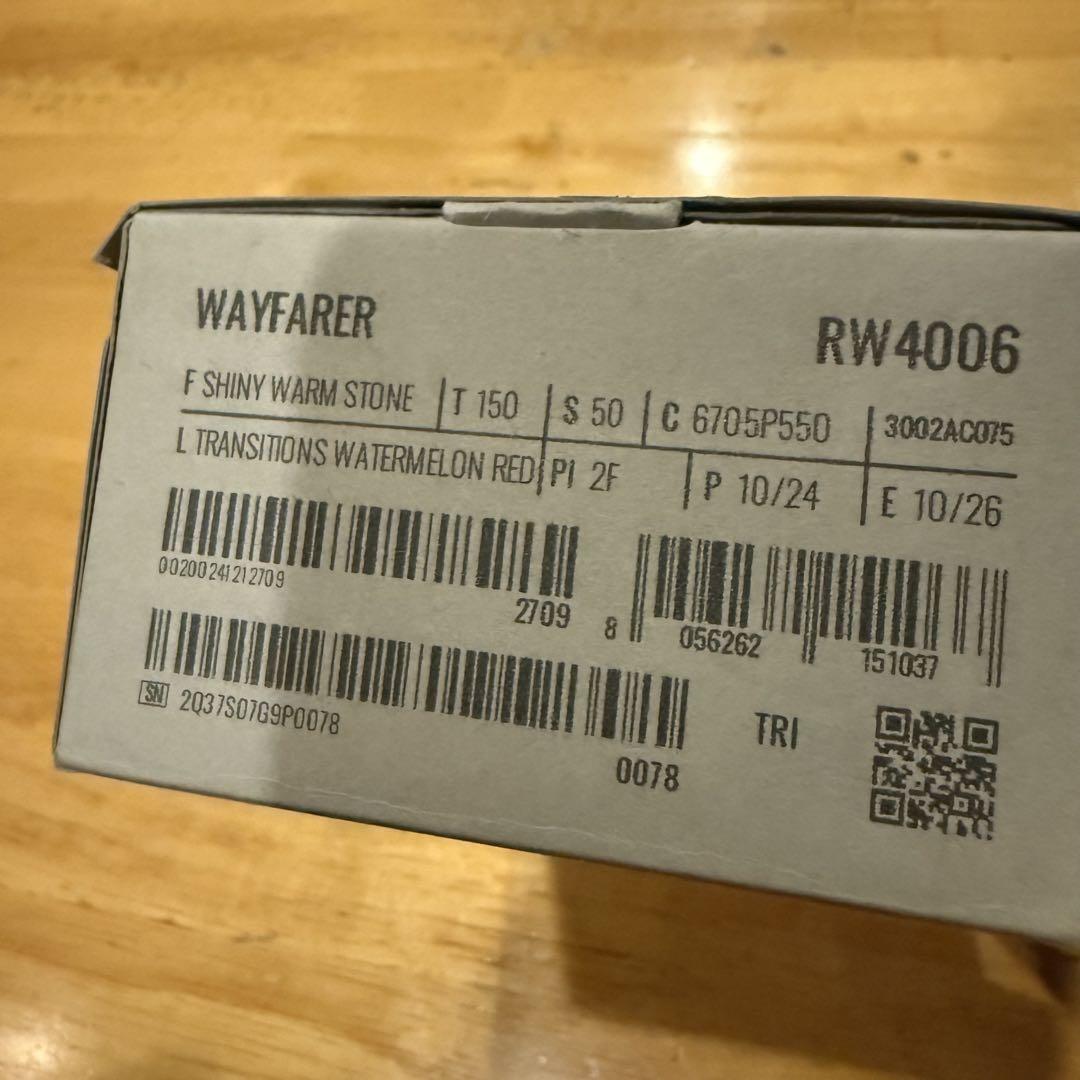 WAYFARER
RW4006
F SHINY WARM STONE T 150 S 50 C 6705P550 3002AC075
L TRANSITIONS WATERMELON RED PI 2F P 10/24 E 10/26
00200241212709
2709
8 056262 151037
SN 2Q37S07G9P0078
0078
TRI